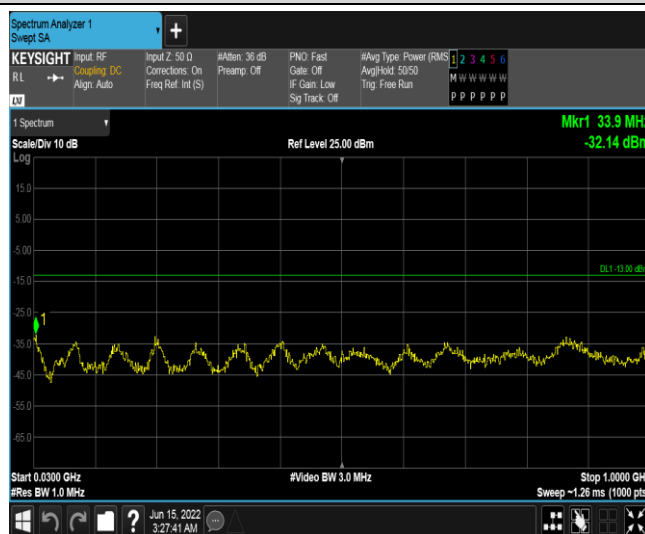 Spectrum Analyzer 1
Swept SA
+
KEYSIGHT
RL
LXI
Input: RF
Coupling: DC
Align: Auto
Input Z: 50 Ω
Corrections: On
Freq Ref: Int (S)
#Atten: 36 dB
Preamp: Off
PNO: Fast
Gate: Off
IF Gain: Low
Sig Track: Off
#Avg Type: Power (RMS
Avg|Hold: 50/50
Trig: Free Run
1 2 3 4 5 6
M W W W W W
P P P P P P
1 Spectrum
Mkr1 33.9 MHz
Scale/Div 10 dB
Ref Level 25.00 dBm
-32.14 dBm
Log
15.0
5.00
-5.00
DL1 -13.00 dBm
-15.0
-25.0
1
-35.0
-45.0
-55.0
-65.0
Start 0.0300 GHz
#Video BW 3.0 MHz
Stop 1.0000 GHz
#Res BW 1.0 MHz
Sweep ~1.26 ms (1000 pts)
?
Jun 15, 2022
3:27:41 AM